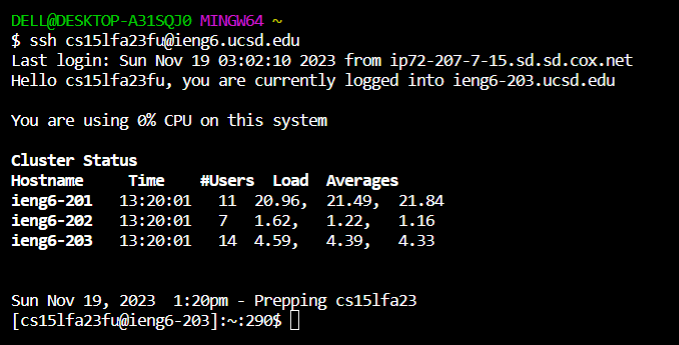 DELL@DESKTOP-A31SQJ0 MINGW64 ~
$ ssh cs15lfa23fu@ieng6.ucsd.edu
Last login: Sun Nov 19 03:02:10 2023 from ip72-207-7-15.sd.sd.cox.net
Hello cs15lfa23fu, you are currently logged into ieng6-203.ucsd.edu
You are using 0% CPU on this system
Cluster Status
Hostname     Time    #Users  Load  Averages
ieng6-201   13:20:01   11  20.96,  21.49,  21.84
ieng6-202   13:20:01   7   1.62,   1.22,   1.16
ieng6-203   13:20:01   14  4.59,   4.39,   4.33
Sun Nov 19, 2023  1:20pm - Prepping cs15lfa23
[cs15lfa23fu@ieng6-203]:~:290$